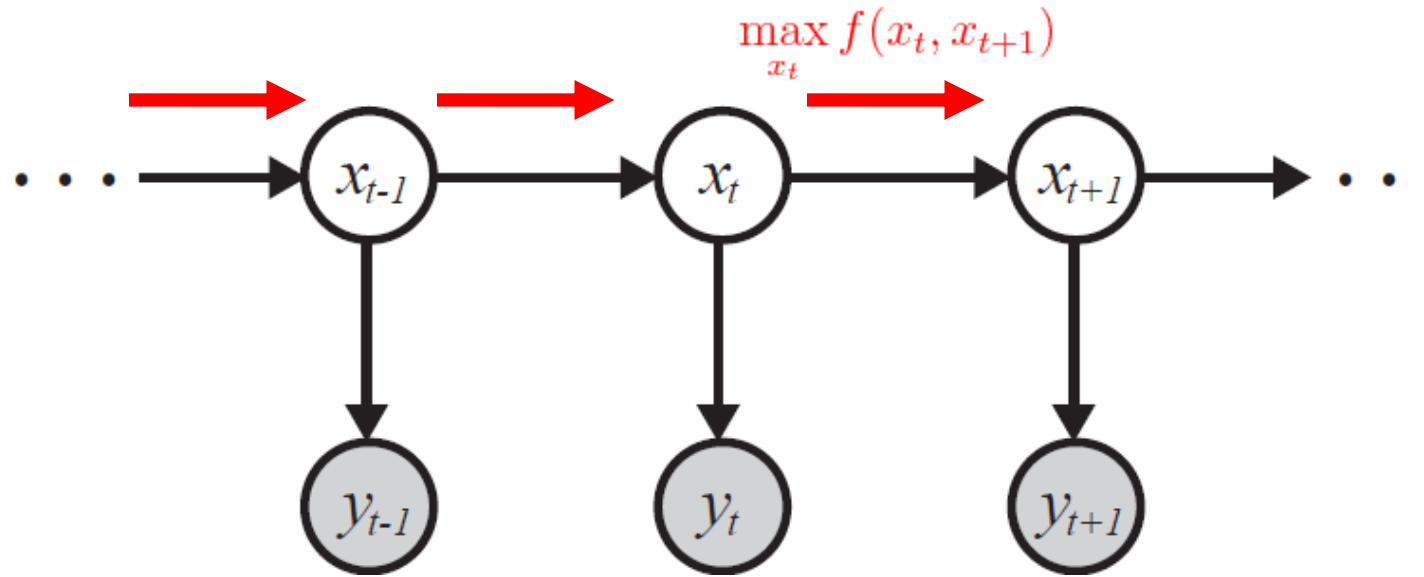 max f(x_t, x_{t+1})
x_t
. . . x_{t-1} x_t x_{t+1} . .
y_{t-1} y_t y_{t+1}